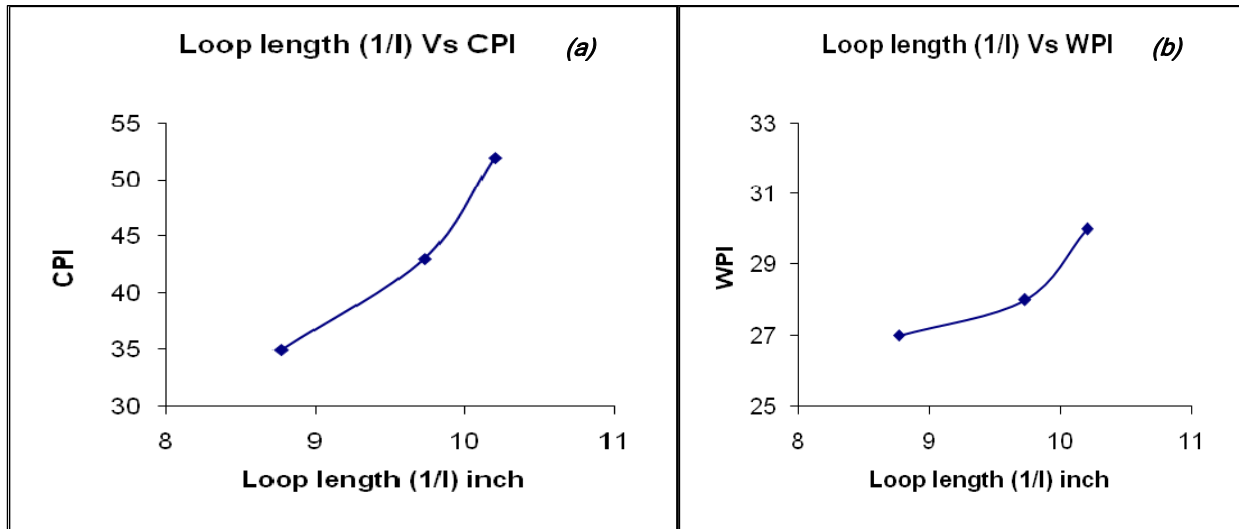 Loop length (1/l) Vs CPI (a)
55
50
45
40
35
30
CPI
8 9 10 11
Loop length (1/l) inch
Loop length (1/l) Vs WPI (b)
33
31
29
27
25
WPI
8 9 10 11
Loop length (1/l) inch